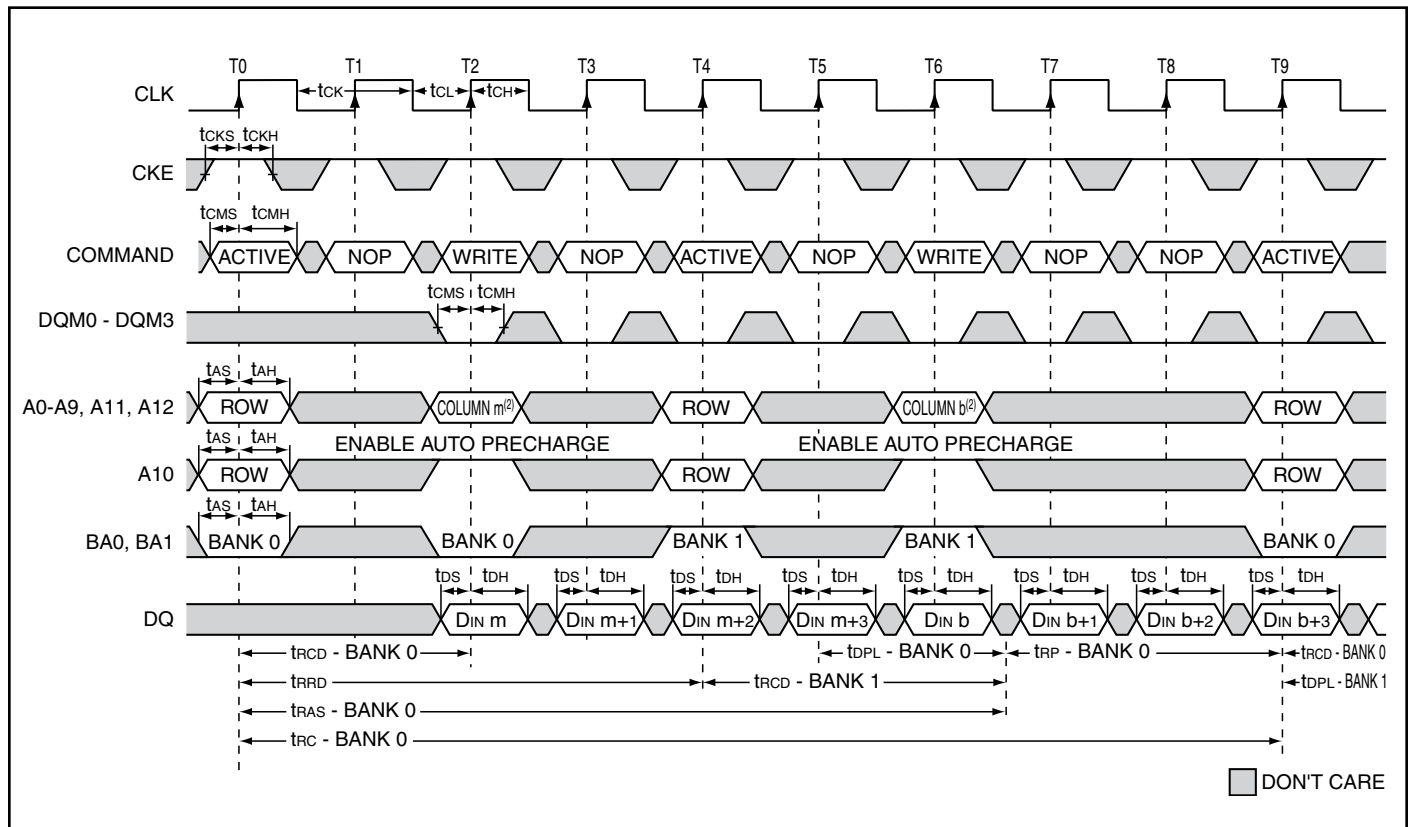 T0 T1 T2 T3 T4 T5 T6 T7 T8 T9
CLK tCK tCL tCH
tCKS tCKH
CKE
tCMS tCMH
COMMAND ACTIVE NOP WRITE NOP ACTIVE NOP WRITE NOP NOP ACTIVE
tCMS tCMH
DQM0 - DQM3
tAS tAH
A0-A9, A11, A12 ROW COLUMN m(2) ROW COLUMN b(2) ROW
tAS tAH ENABLE AUTO PRECHARGE ENABLE AUTO PRECHARGE
A10 ROW ROW ROW
tAS tAH
BA0, BA1 BANK 0 BANK 0 BANK 1 BANK 1 BANK 0
tDS tDH tDS tDH tDS tDH tDS tDH tDS tDH tDS tDH tDS tDH tDS tDH
DQ DIN m DIN m+1 DIN m+2 DIN m+3 DIN b DIN b+1 DIN b+2 DIN b+3
tRCD - BANK 0 tDPL - BANK 0 tRP - BANK 0 tRCD - BANK 0
tRRD tRCD - BANK 1 tDPL - BANK 1
tRAS - BANK 0
tRC - BANK 0
DON'T CARE